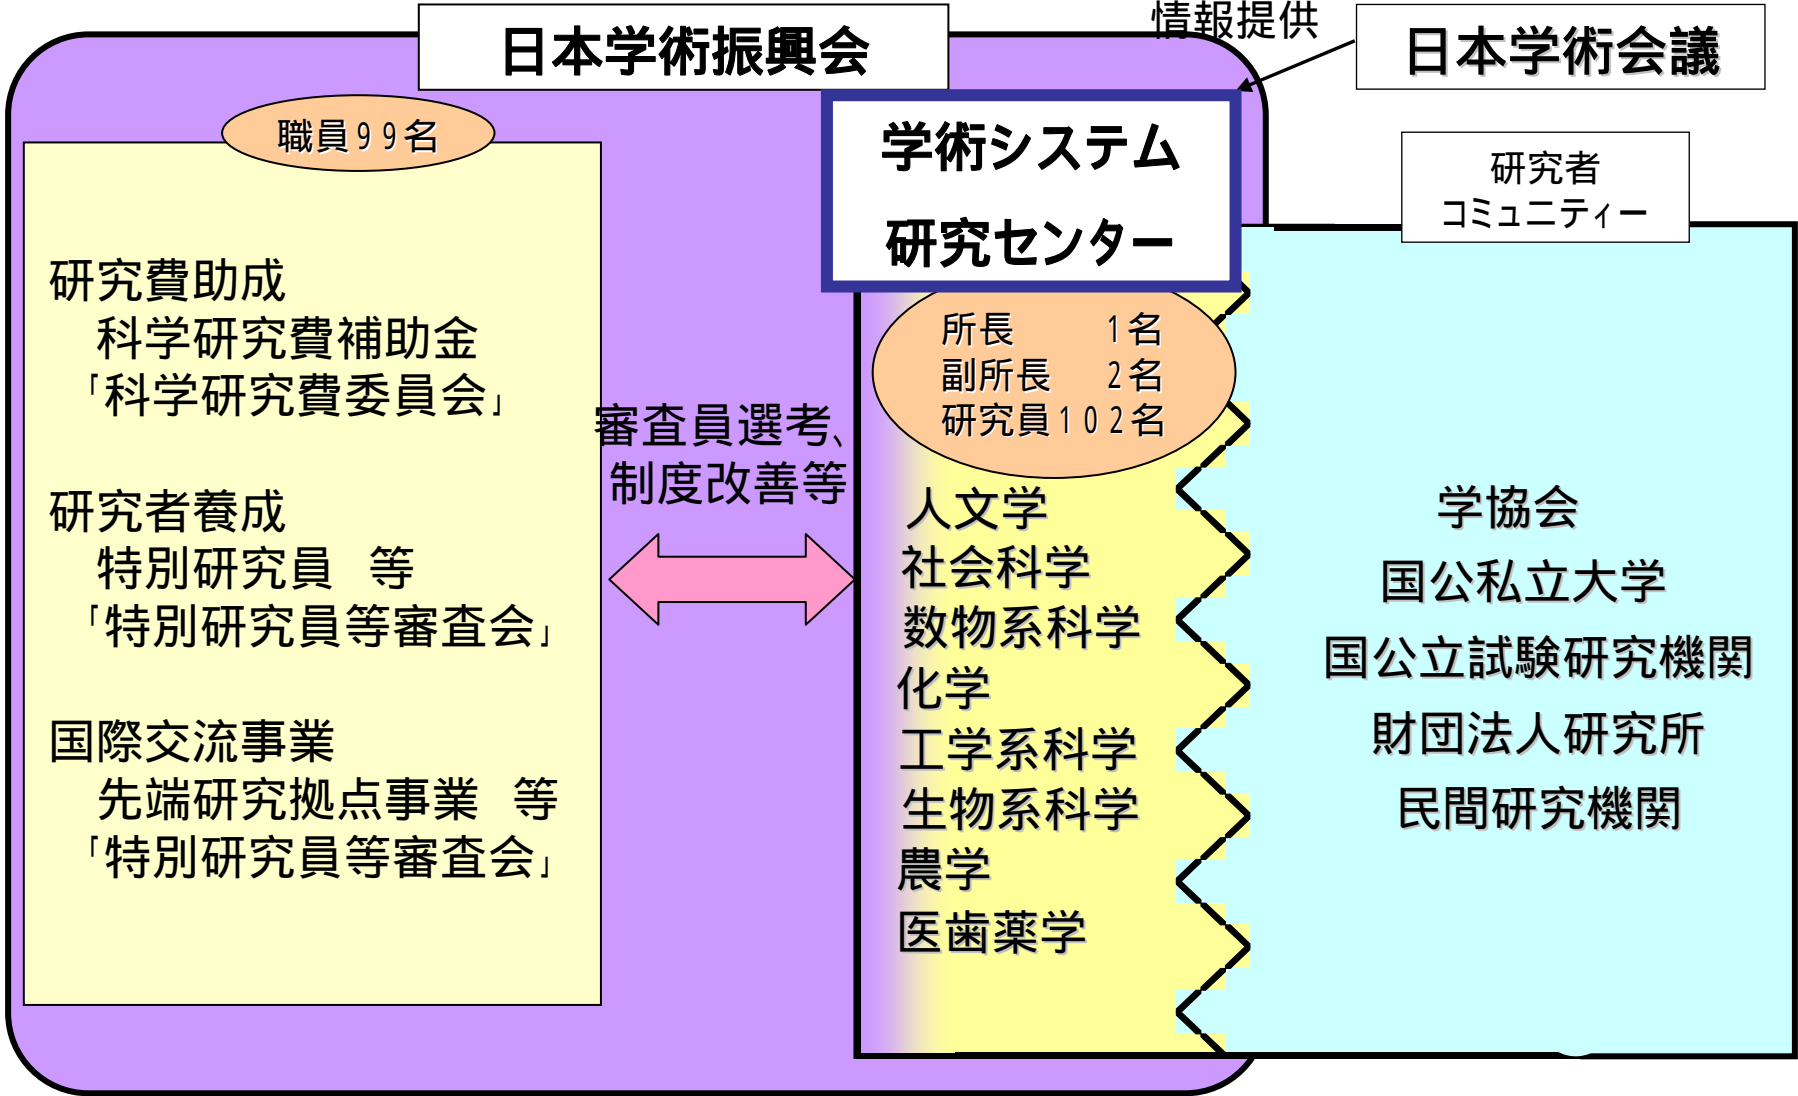 日本学術振興会
情報提供
日本学術会議
職員99名
学術システム
研究センター
研究者
コミュニティー
研究費助成
科学研究費補助金
「科学研究費委員会」
研究者養成
特別研究員 等
「特別研究員等審査会」
国際交流事業
先端研究拠点事業 等
「特別研究員等審査会」
審査員選考、
制度改善等
所長 1名
副所長 2名
研究員102名
人文学
社会科学
数物系科学
化学
工学系科学
生物系科学
農学
医歯薬学
学協会
国公私立大学
国公立試験研究機関
財団法人研究所
民間研究機関